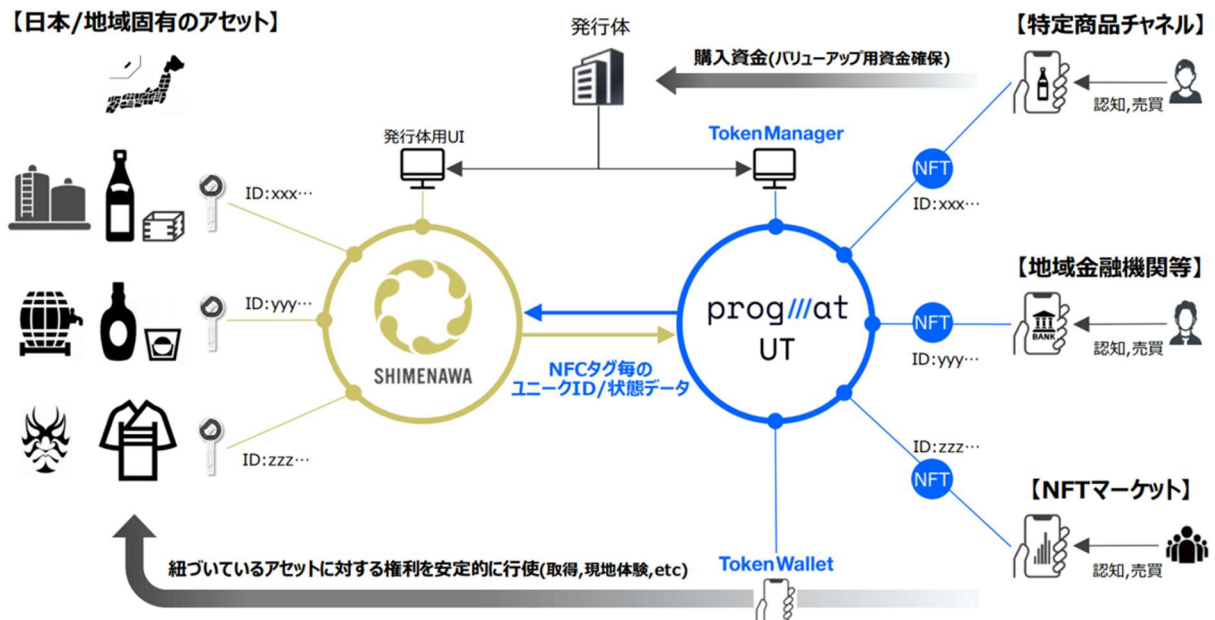 【日本/地域固有のアセット】
発行体
【特定商品チャネル】
購入資金(バリューアップ用資金確保)
認知,売買
発行体用UI
Token Manager
NFT
ID:xxx…
ID:xxx…
【地域金融機関等】
SHIMENAWA
progmat
UT
ID:yyy…
NFT
BANK
ID:yyy…
認知,売買
NFCタグ毎の
ユニークID/状態データ
ID:zzz…
ID:zzz…
NFT
【NFTマーケット】
認知,売買
紐づいているアセットに対する権利を安定的に行使(取得,現地体験,etc)
Token Wallet